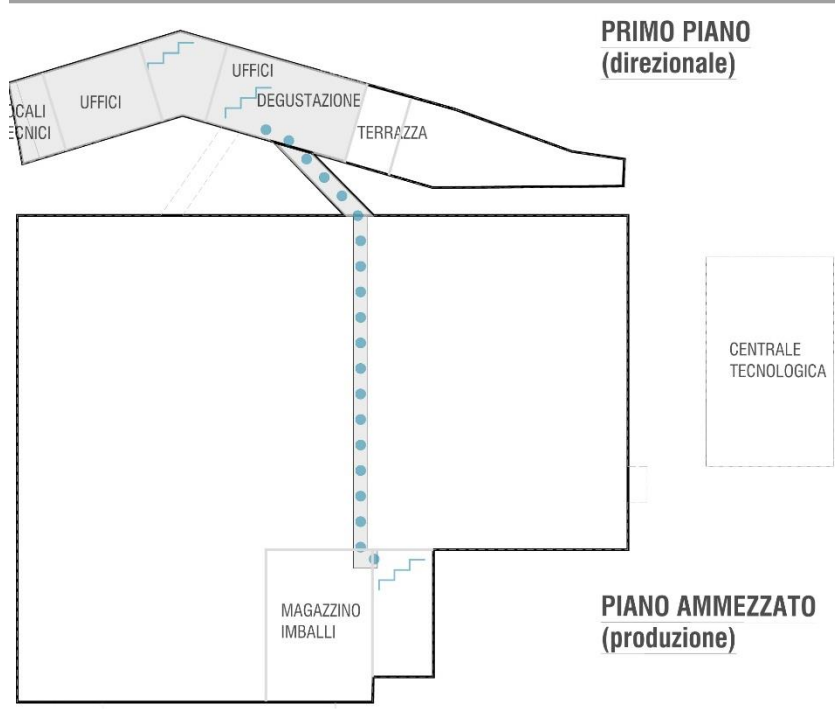 PRIMO PIANO
(direzionale)
UFFICI
UFFICI
DEGUSTAZIONE
TERRAZZA
CENTRALE
TECNOLOGICA
MAGAZZINO
IMBALLI
PIANO AMMEZZATO
(produzione)